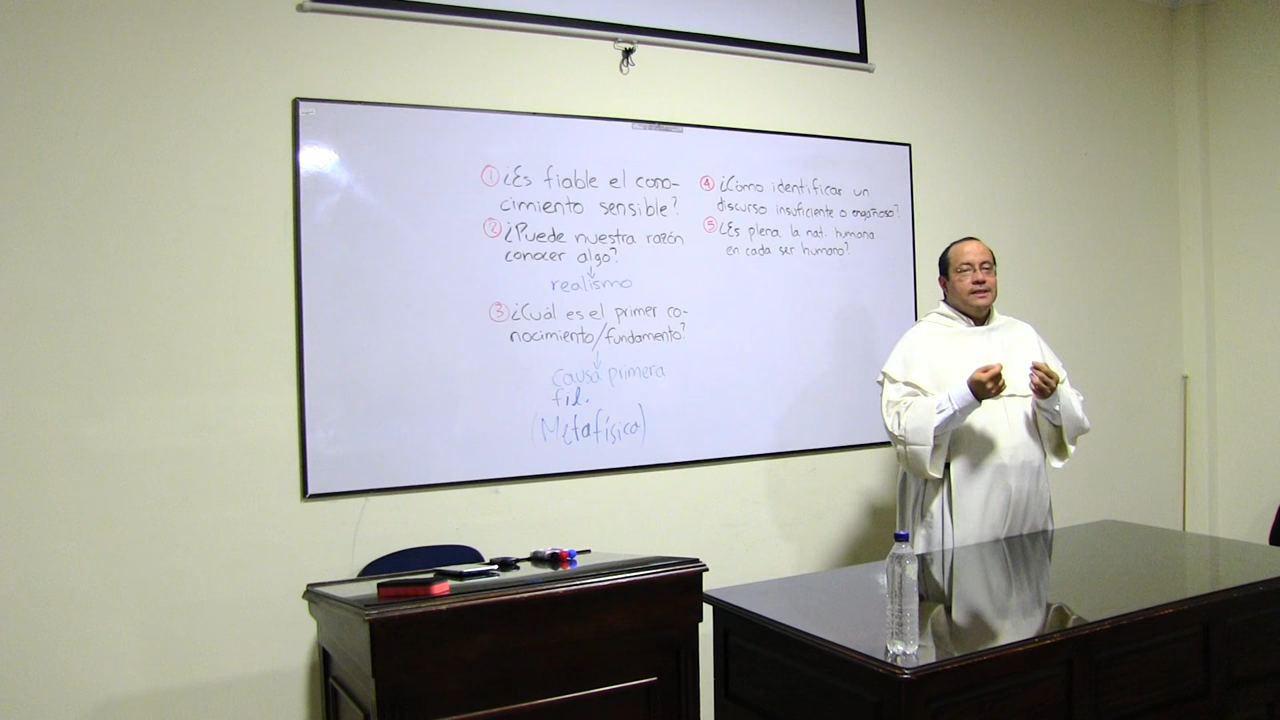 ① ¿Es fiable el cono-
cimiento sensible?
② ¿Puede nuestra razón
conocer algo?
↓
realismo
③ ¿Cuál es el primer co-
nocimiento/fundamento?
↓
causa primera
fil.
(Metafísica)
④ ¿Cómo identificar un
discurso insuficiente o engañoso?
⑤ ¿Es plena la nat. humana
en cada ser humano?